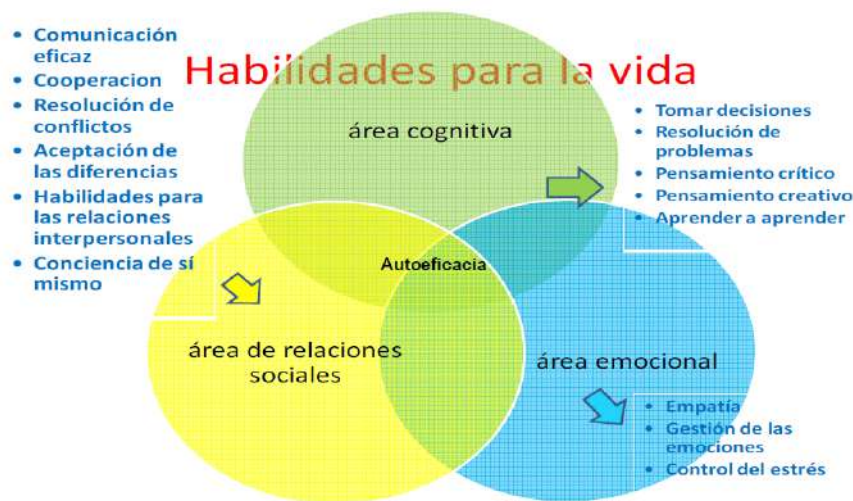 Habilidades para la vida
• Comunicación
eficaz
• Cooperacion
• Resolución de
conflictos
• Aceptación de
las diferencias
• Habilidades para
las relaciones
interpersonales
• Conciencia de sí
mismo
área cognitiva
• Tomar decisiones
• Resolución de
problemas
• Pensamiento crítico
• Pensamiento creativo
• Aprender a aprender
Autoeficacia
área de relaciones
sociales
área emocional
• Empatía
• Gestión de las
emociones
• Control del estrés